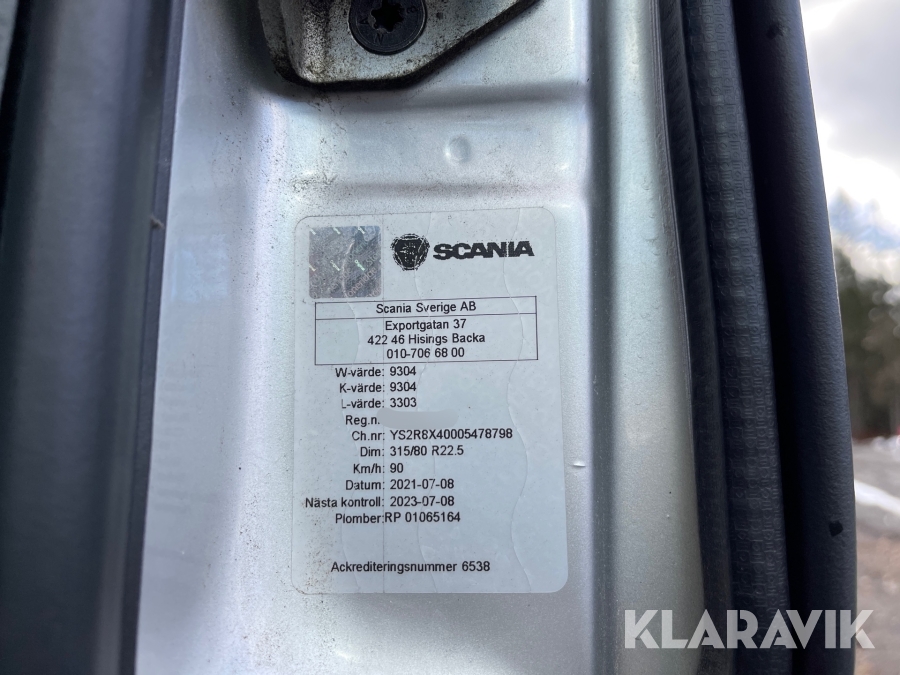 SCANIA
Scania Sverige AB
Exportgatan 37
422 46 Hisings Backa
010-706 68 00
W-värde: 9304
K-värde: 9304
L-värde: 3303
Reg.n.
Ch.nr: YS2R8X40005478798
Dim: 315/80 R22.5
Km/h: 90
Datum: 2021-07-08
Nästa kontroll: 2023-07-08
Plomber: RP 01065164
Ackrediteringsnummer 6538
KLARAVIK